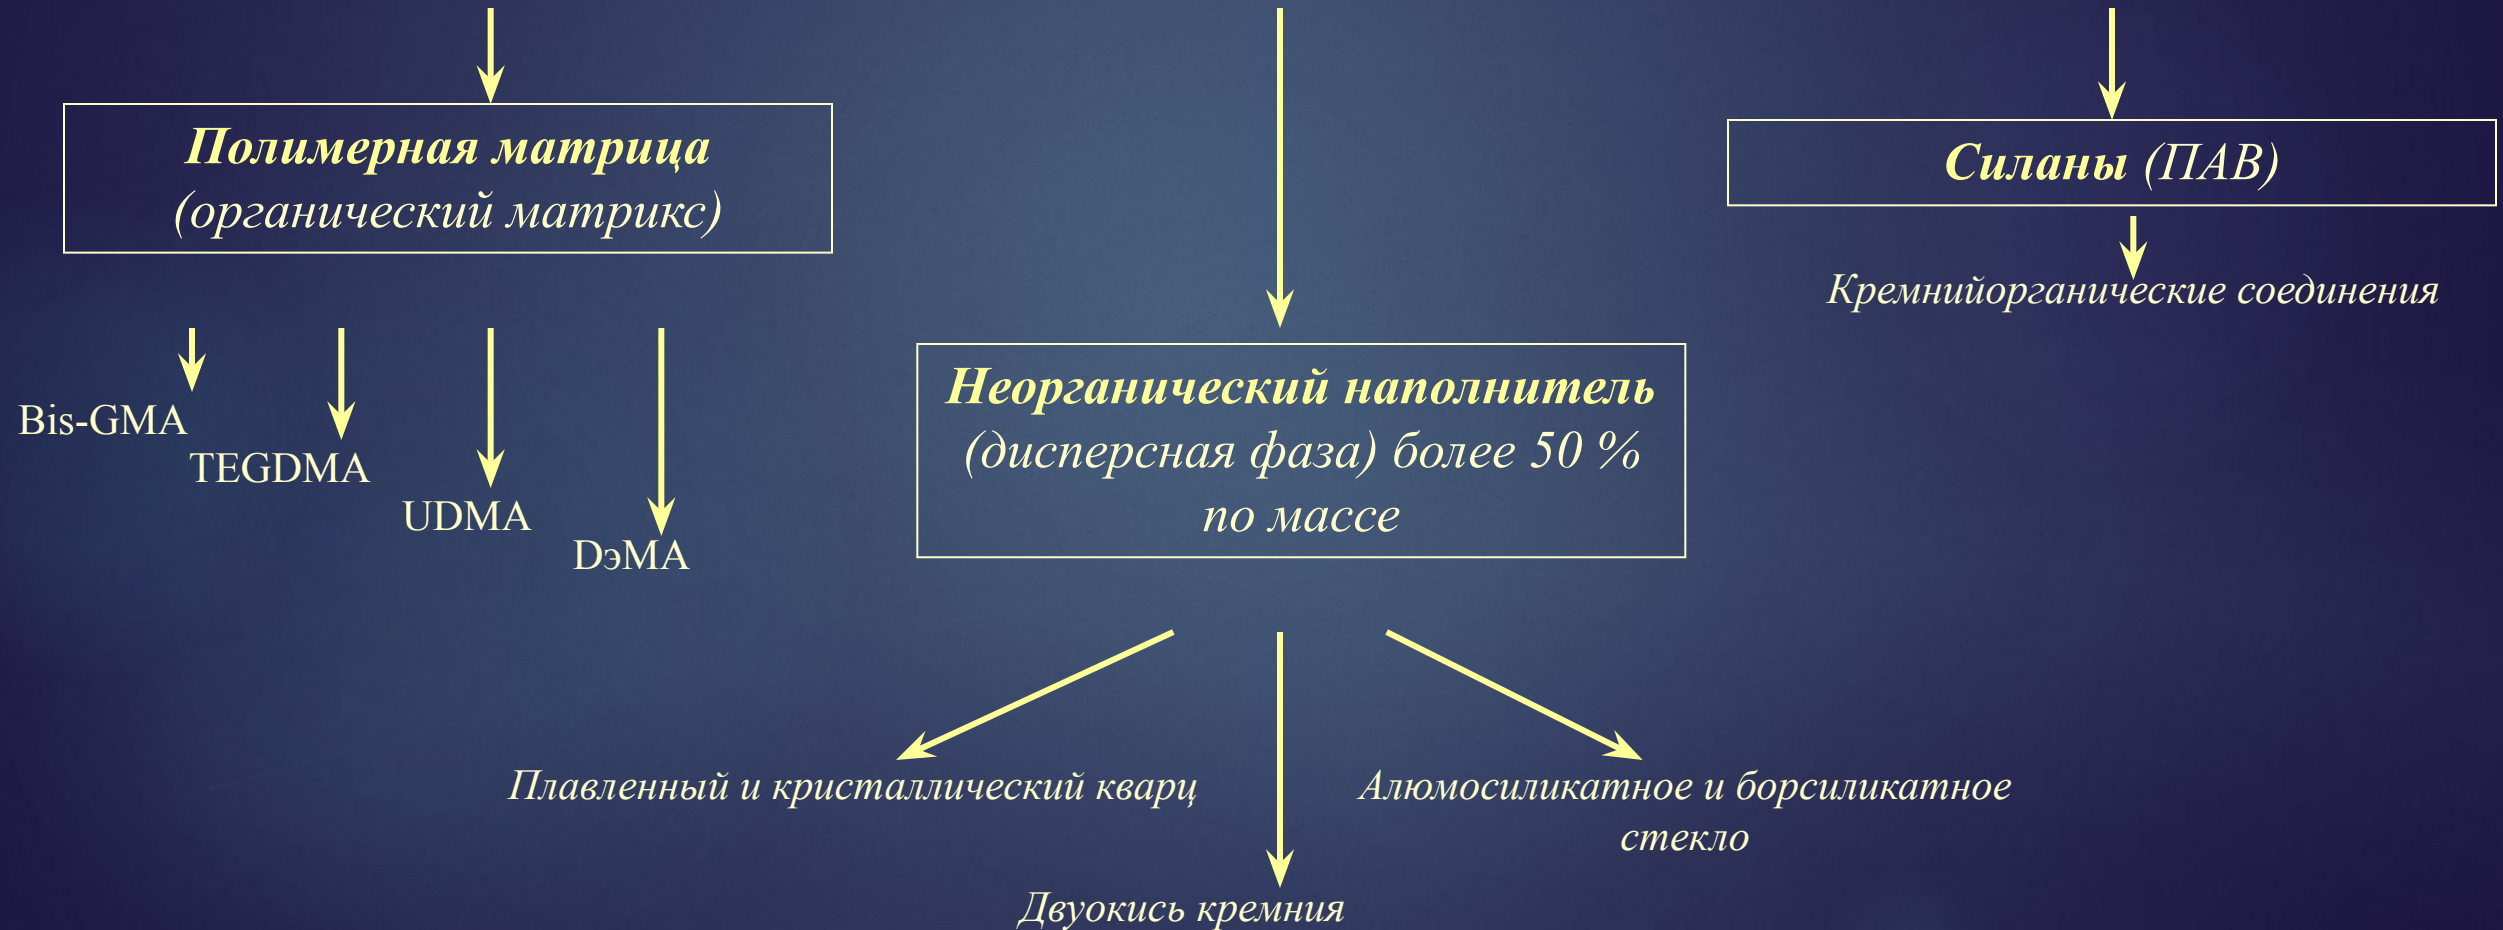 Полимерная матрица
(органический матрикс)
Bis-GMA
TEGDMA
UDMA
DэMA
Неорганический наполнитель
(дисперсная фаза) более 50 %
по массе
Плавленный и кристаллический кварц
Двуокись кремния
Алюмосиликатное и борсиликатное
стекло
Силаны (ПАВ)
Кремнийорганические соединения